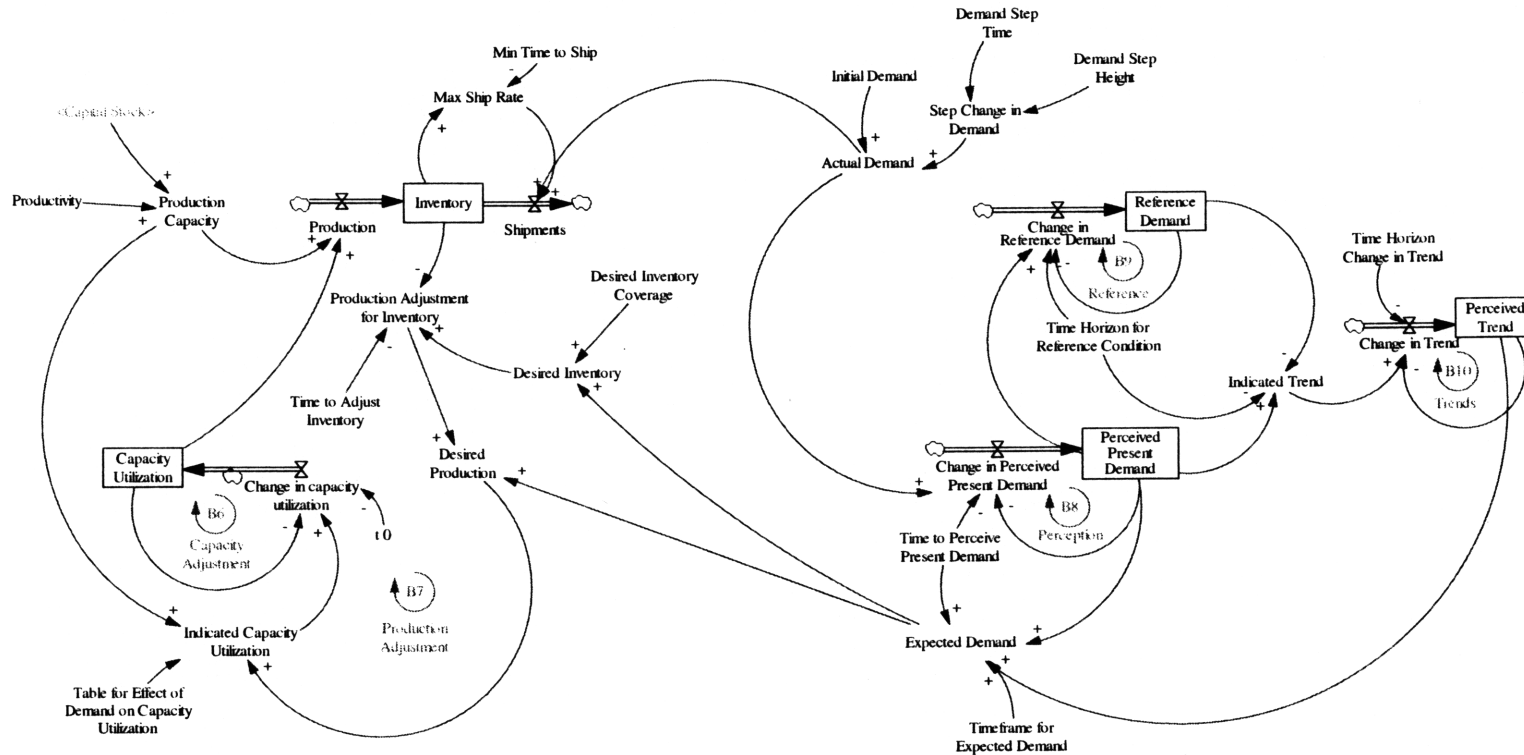 Demand Step
Time
Min Time to Ship
-
Initial Demand
Demand Step
Height
Max Ship Rate
+
<Capital Stock>
Step Change in
Demand
+
+
Actual Demand
+
Productivity
+
Production
Capacity
+
Inventory
+
+
Shipments
Production
+
+
Reference
Demand
Change in
Reference Demand
+
-
-
B9
Reference
Time Horizon
Change in Trend
-
Perceived
Trend
Change in Trend
+
-
B10
Trends
-
Production Adjustment
for Inventory
+
-
Desired Inventory
Coverage
+
Desired Inventory
+
Time Horizon for
Reference Condition
-
Indicated Trend
-
+
Time to Adjust
Inventory
+
Desired
Production
+
Capacity
Utilization
Change in capacity
utilization
-
+
-
t0
B6
Capacity
Adjustment
Perceived
Present
Demand
Change in Perceived
Present Demand
+
-
-
B8
Perception
Time to Perceive
Present Demand
+
B7
Production
Adjustment
+
Indicated Capacity
Utilization
+
Expected Demand
+
+
+
Table for Effect of
Demand on Capacity
Utilization
Timeframe for
Expected Demand